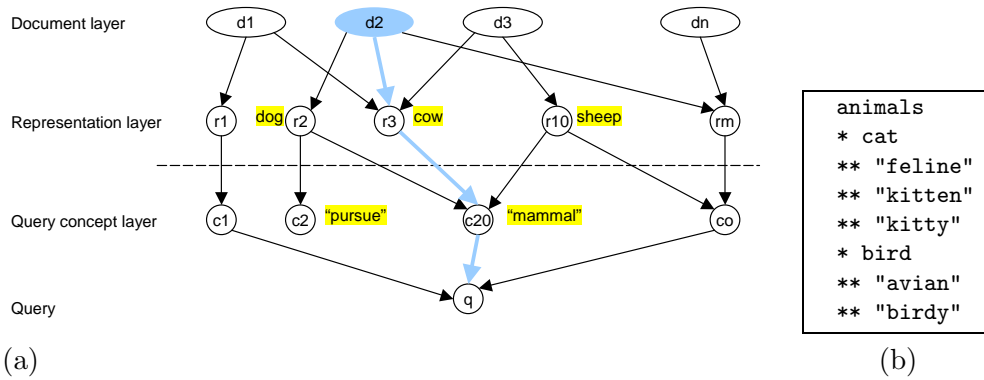 Document layer d1 d2 d3 dn
Representation layer r1 dog r2 r3 cow r10 sheep rm
Query concept layer c1 c2 “pursue” c20 “mammal” co
Query q
(a)
animals
* cat
** "feline"
** "kitten"
** "kitty"
* bird
** "avian"
** "birdy"
(b)